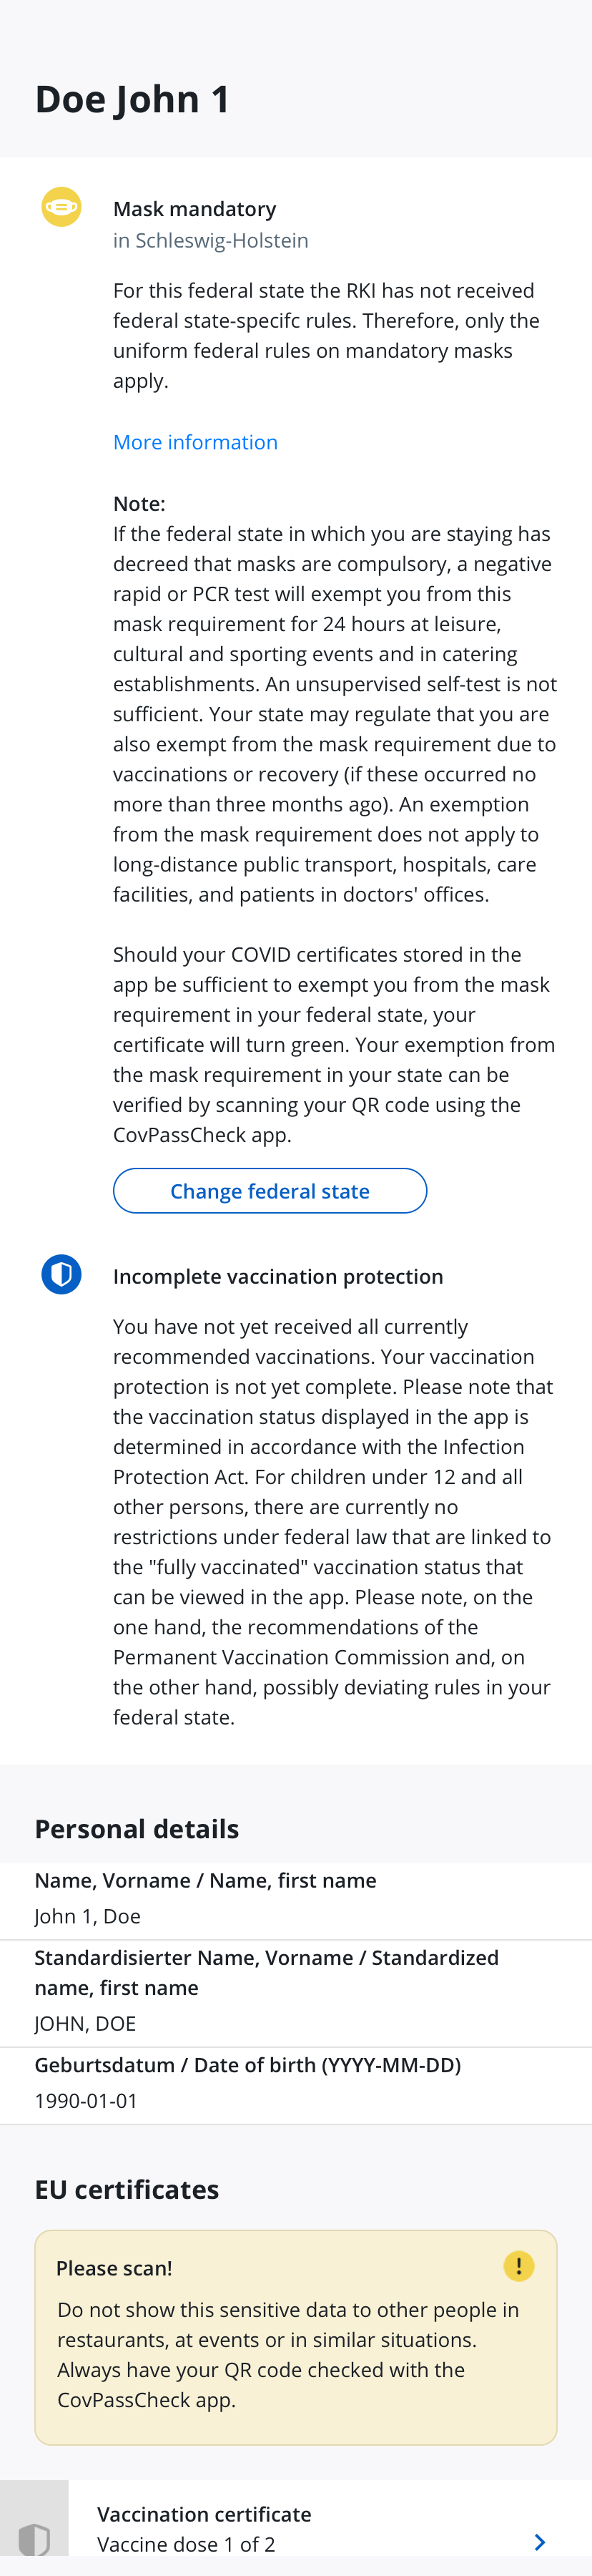 Doe John 1
Mask mandatory
in Schleswig-Holstein
For this federal state the RKI has not received
federal state-specifc rules. Therefore, only the
uniform federal rules on mandatory masks
apply.
More information
Note:
If the federal state in which you are staying has
decreed that masks are compulsory, a negative
rapid or PCR test will exempt you from this
mask requirement for 24 hours at leisure,
cultural and sporting events and in catering
establishments. An unsupervised self-test is not
sufficient. Your state may regulate that you are
also exempt from the mask requirement due to
vaccinations or recovery (if these occurred no
more than three months ago). An exemption
from the mask requirement does not apply to
long-distance public transport, hospitals, care
facilities, and patients in doctors' offices.
Should your COVID certificates stored in the
app be sufficient to exempt you from the mask
requirement in your federal state, your
certificate will turn green. Your exemption from
the mask requirement in your state can be
verified by scanning your QR code using the
CovPassCheck app.
Change federal state
Incomplete vaccination protection
You have not yet received all currently
recommended vaccinations. Your vaccination
protection is not yet complete. Please note that
the vaccination status displayed in the app is
determined in accordance with the Infection
Protection Act. For children under 12 and all
other persons, there are currently no
restrictions under federal law that are linked to
the "fully vaccinated" vaccination status that
can be viewed in the app. Please note, on the
one hand, the recommendations of the
Permanent Vaccination Commission and, on
the other hand, possibly deviating rules in your
federal state.
Personal details
Name, Vorname / Name, first name
John 1, Doe
Standardisierter Name, Vorname / Standardized
name, first name
JOHN, DOE
Geburtsdatum / Date of birth (YYYY-MM-DD)
1990-01-01
EU certificates
Please scan!
Do not show this sensitive data to other people in
restaurants, at events or in similar situations.
Always have your QR code checked with the
CovPassCheck app.
Vaccination certificate
Vaccine dose 1 of 2